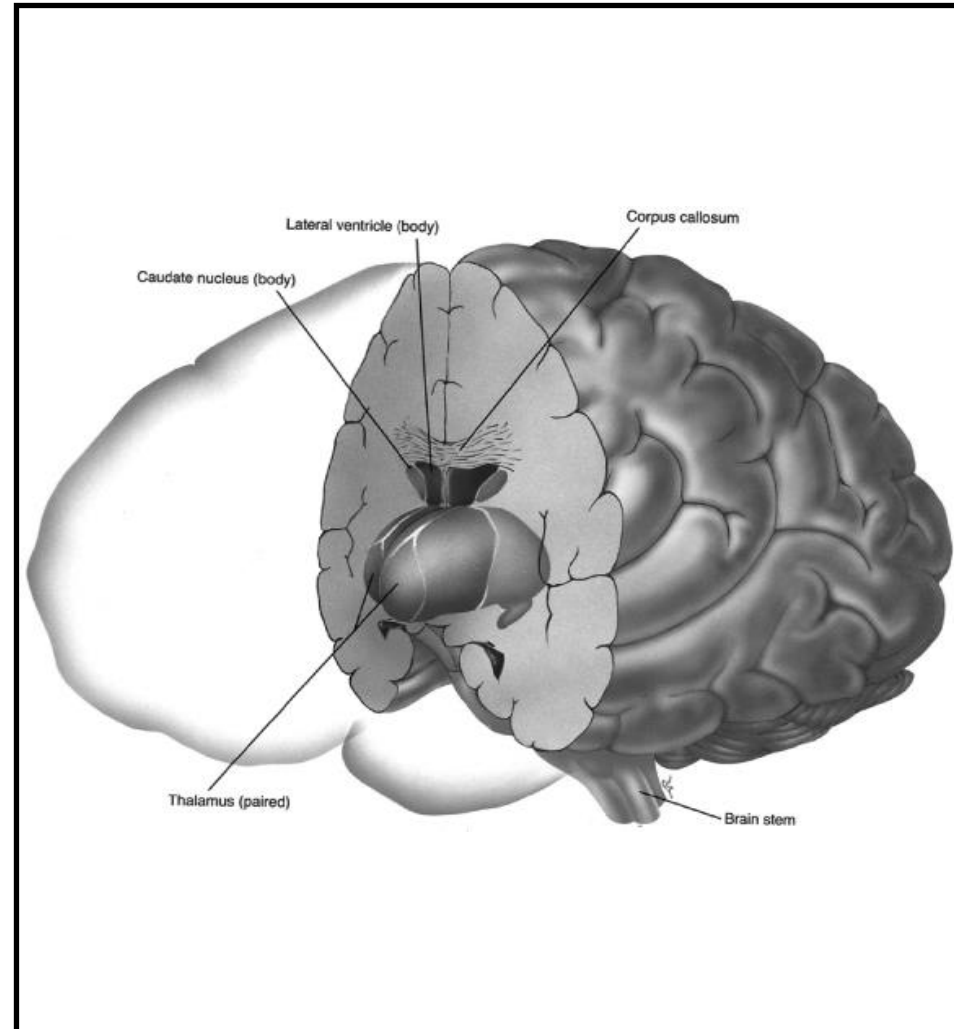 Corpus callosum
Lateral ventricle (body)
Caudate nucleus (body)
Thalamus (paired)
Brain stem